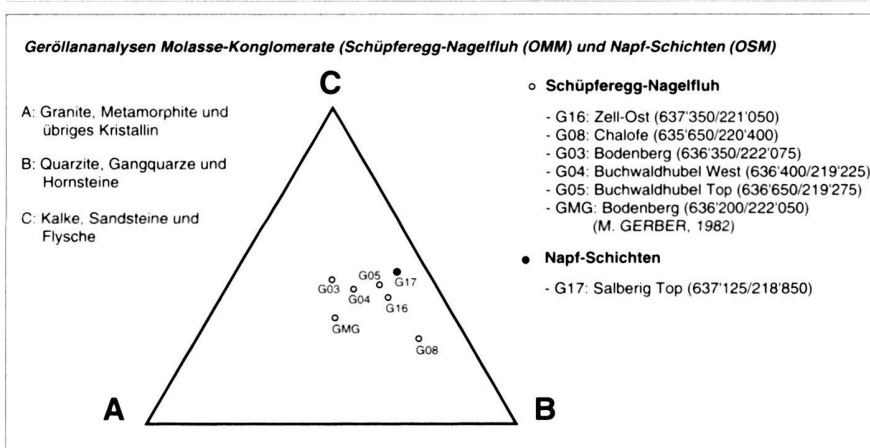 Geröllananalysen Molasse-Konglomerate (Schüpferegg-Nagelfluh (OMM) und Napf-Schichten (OSM)
A: Granite, Metamorphite und
übriges Kristallin
B: Quarzite, Gangquarze und
Hornsteine
C: Kalke, Sandsteine und
Flysche
C
G05
G17
G03
G04
G16
GMG
G08
A
B
Schüpferegg-Nagelfluh
- G16: Zell-Ost (637'350/221'050)
- G08: Chalofe (635'650/220'400)
- G03: Bodenberg (636'350/222'075)
- G04: Buchwaldhubel West (636'400/219'225)
- G05: Buchwaldhubel Top (636'650/219'275)
- GMG: Bodenberg (636'200/222'050)
(M. GERBER, 1982)
Napf-Schichten
- G17: Salberig Top (637'125/218'850)